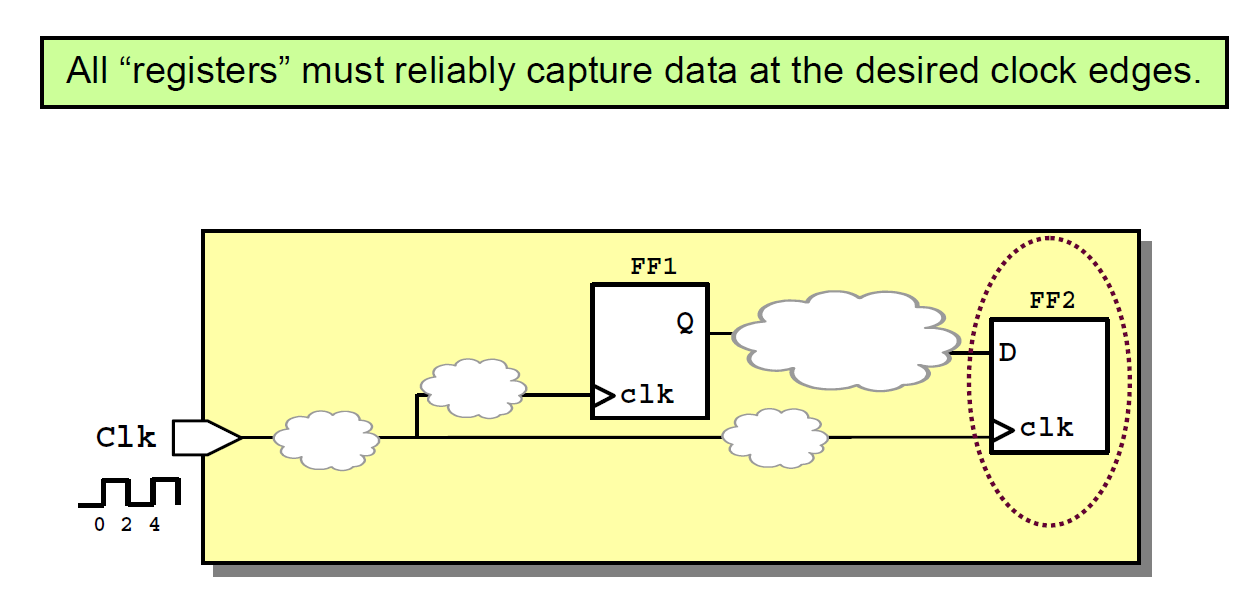 All “registers” must reliably capture data at the desired clock edges.
FF1
Q
clk
FF2
D
clk
Clk
0 2 4